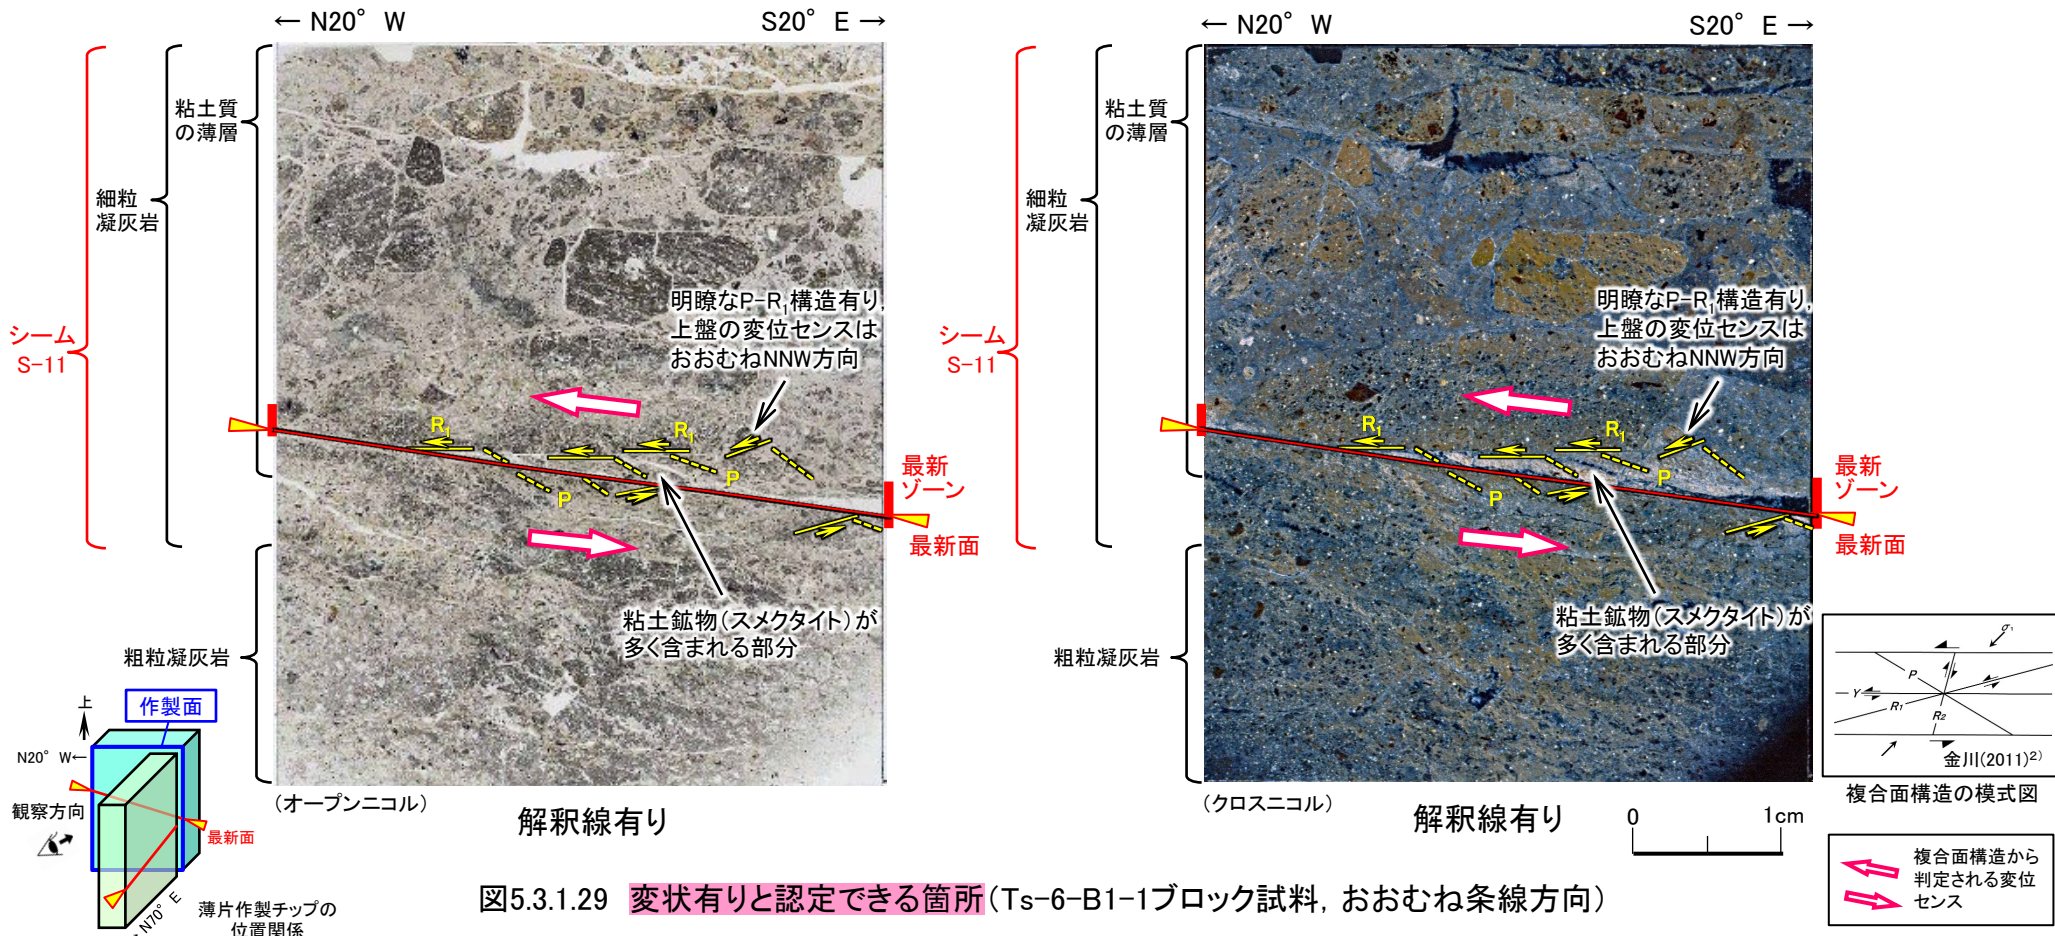 ← N20° W
S20° E →
シーム
S-11
細粒
凝灰岩
粘土質
の薄層
粗粒凝灰岩
明瞭なP-R₁構造有り,
上盤の変位センスは
おおむねNNW方向
R₁
R₁
P
P
最新
ゾーン
最新面
粘土鉱物(スメクタイト)が
多く含まれる部分
(オープンニコル)
解釈線有り
← N20° W
S20° E →
シーム
S-11
細粒
凝灰岩
粘土質
の薄層
粗粒凝灰岩
明瞭なP-R₁構造有り,
上盤の変位センスは
おおむねNNW方向
R₁
R₁
P
P
最新
ゾーン
最新面
粘土鉱物(スメクタイト)が
多く含まれる部分
(クロスニコル)
解釈線有り
0 1cm
σ₁
P
Y
R₁
R₂
金川(2011)²⁾
複合面構造の模式図
複合面構造から
判定される変位
センス
上
作製面
N20° W←
観察方向
最新面
N70° E
薄片作製チップの
位置関係
図5.3.1.29 変状有りと認定できる箇所(Ts-6-B1-1ブロック試料, おおむね条線方向)